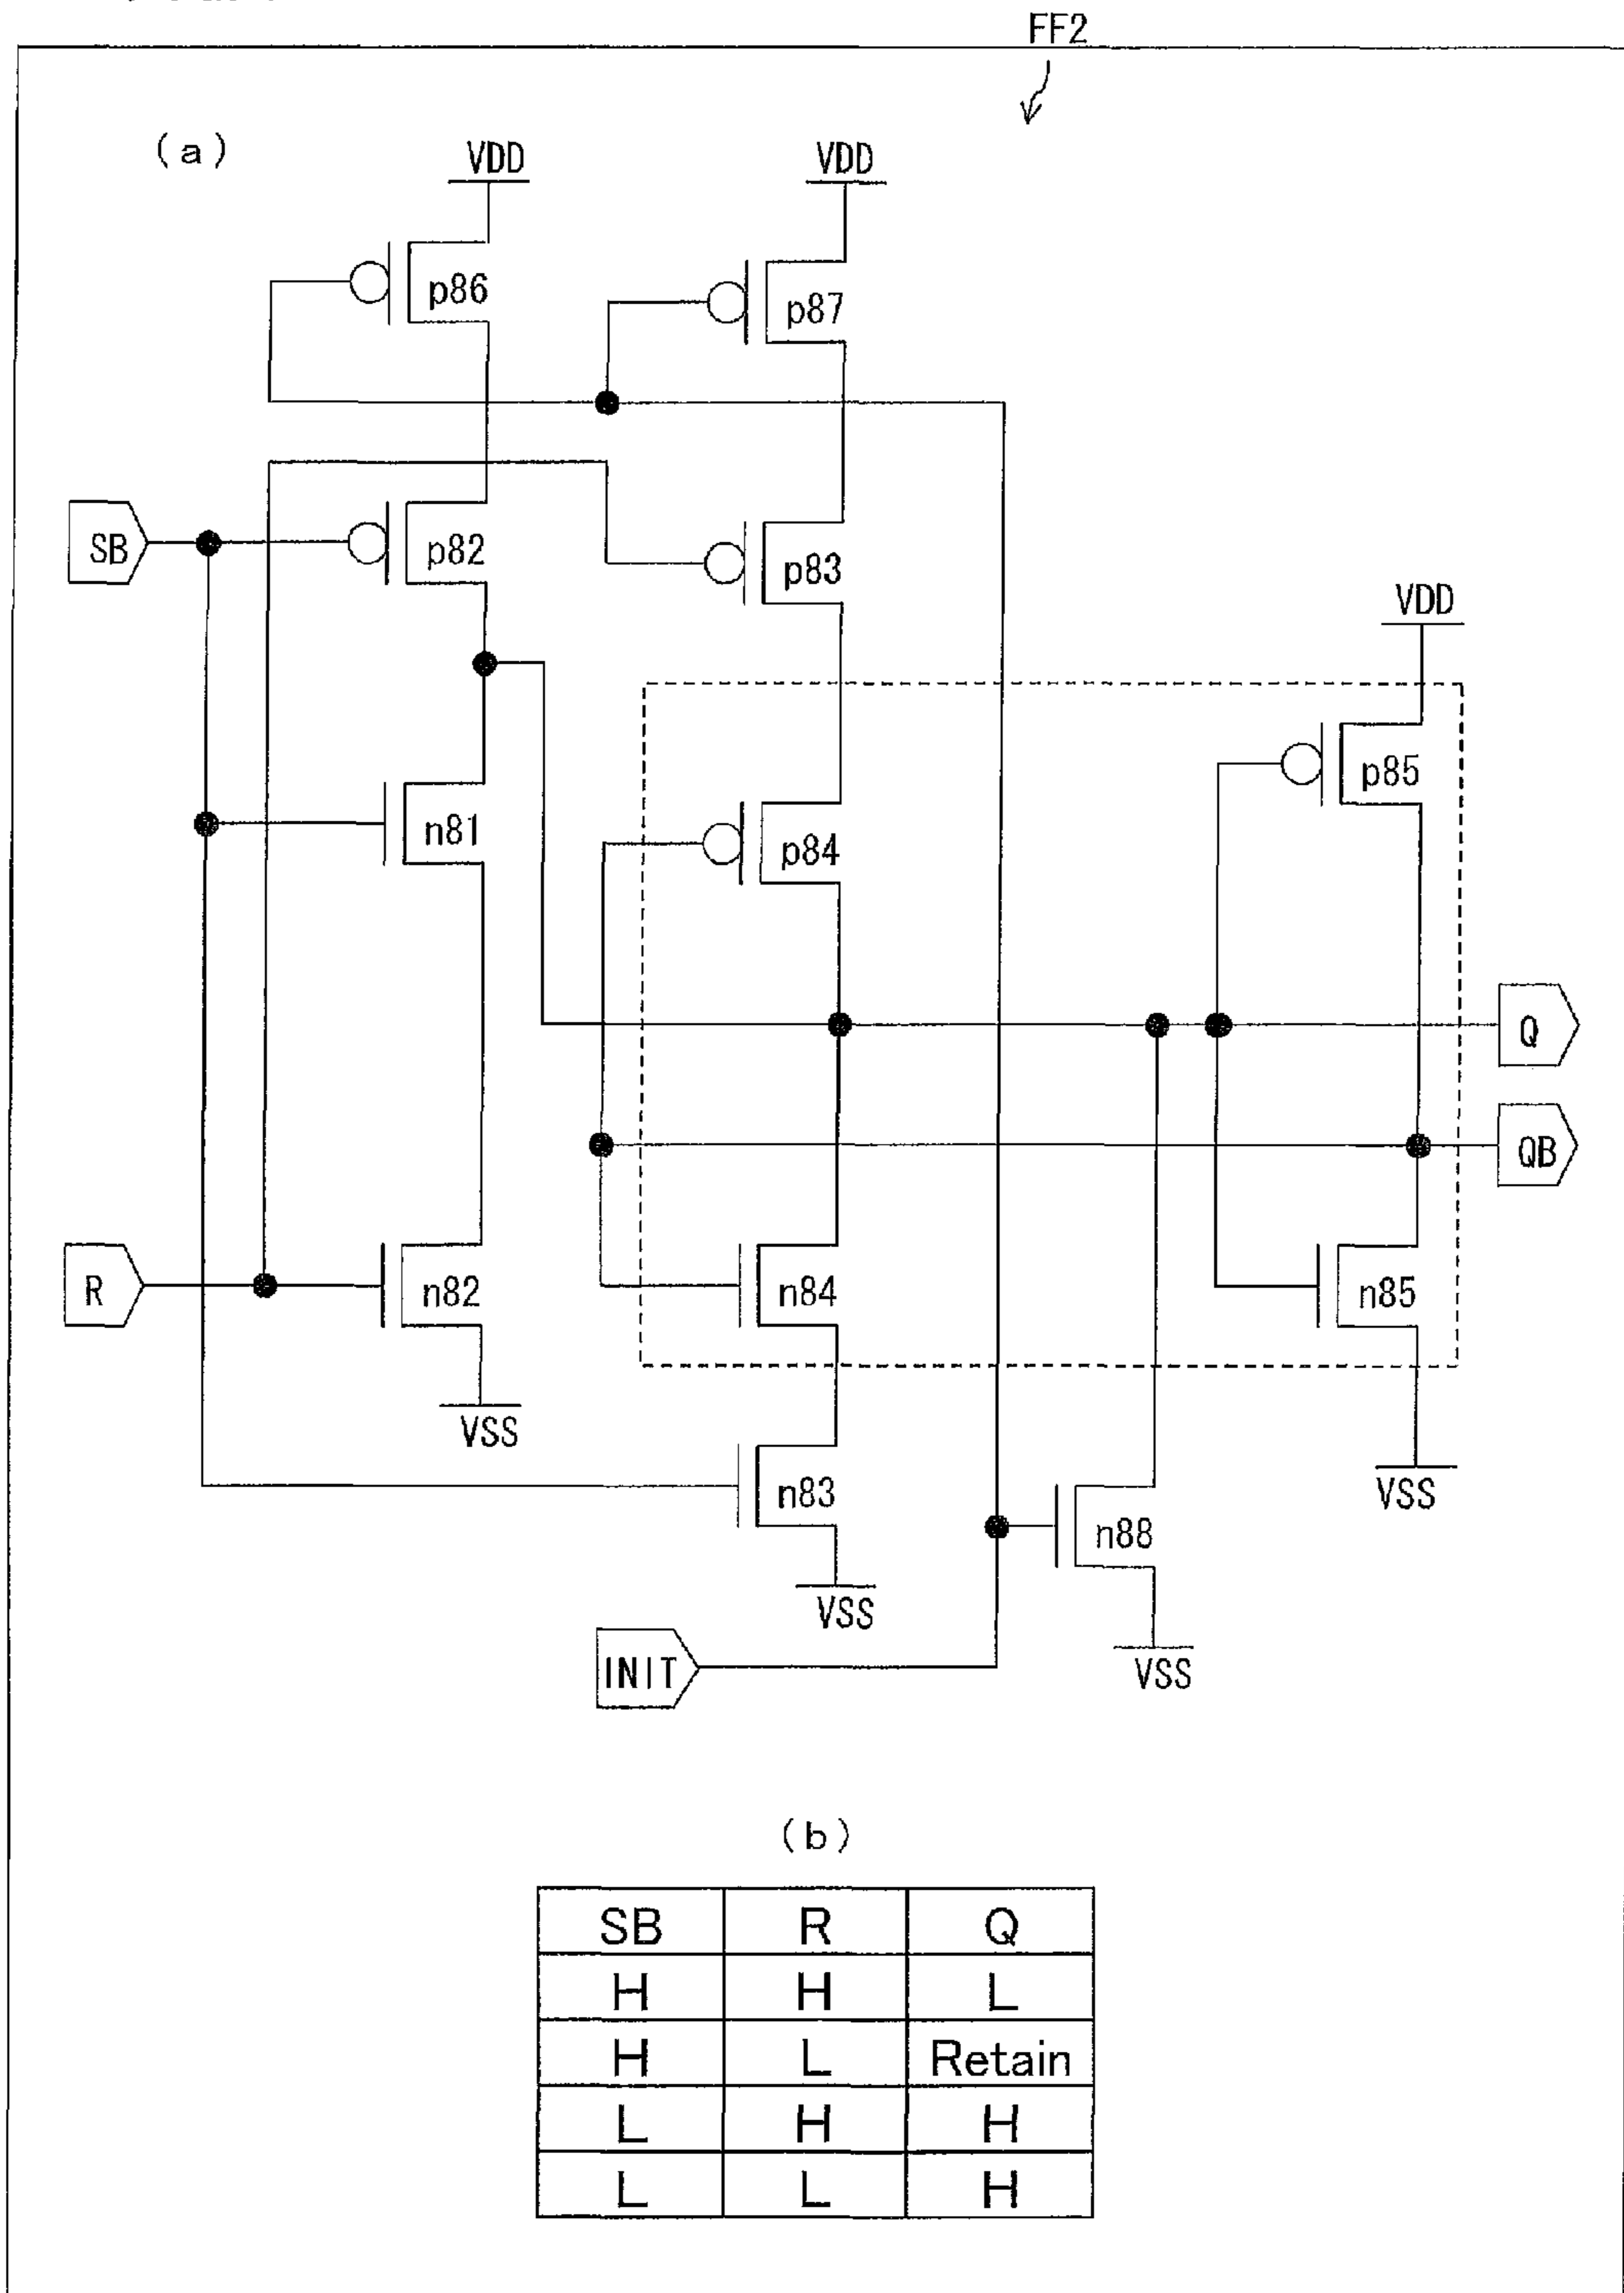 FF2
(a)
VDD
VDD
p86
p87
SB
p82
p83
VDD
p85
n81
p84
Q
QB
R
n82
n84
n85
VSS
n83
VSS
n88
VSS
INIT
VSS
(b)
SB R Q
H H L
H L Retain
L H H
L L H